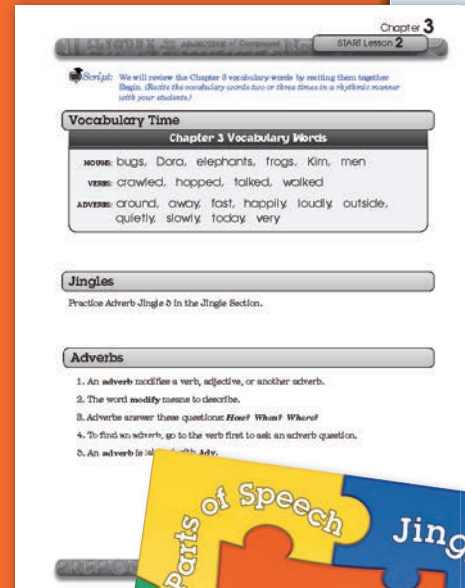 Chapter 3
START Lesson 2
Script: We will review the Chapter 3 vocabulary words by reciting them together.
Begin. (Recite the vocabulary words two or three times in a rhythmic manner
with your students.)
Vocabulary Time
Chapter 3 Vocabulary Words
NOUNS: bugs, Dora, elephants, frogs, Kim, men
VERBS: crawled, hopped, talked, walked
ADVERBS: around, away, fast, happily, loudly, outside,
quietly, slowly, today, very
Jingles
Practice Adverb Jingle 5 in the Jingle Section.
Adverbs
1. An adverb modifies a verb, adjective, or another adverb.
2. The word modify means to describe.
3. Adverbs answer these questions: How? When? Where?
4. To find an adverb, go to the verb first to ask an adverb question.
5. An adverb is with Adv.
Parts of Speech
Jing